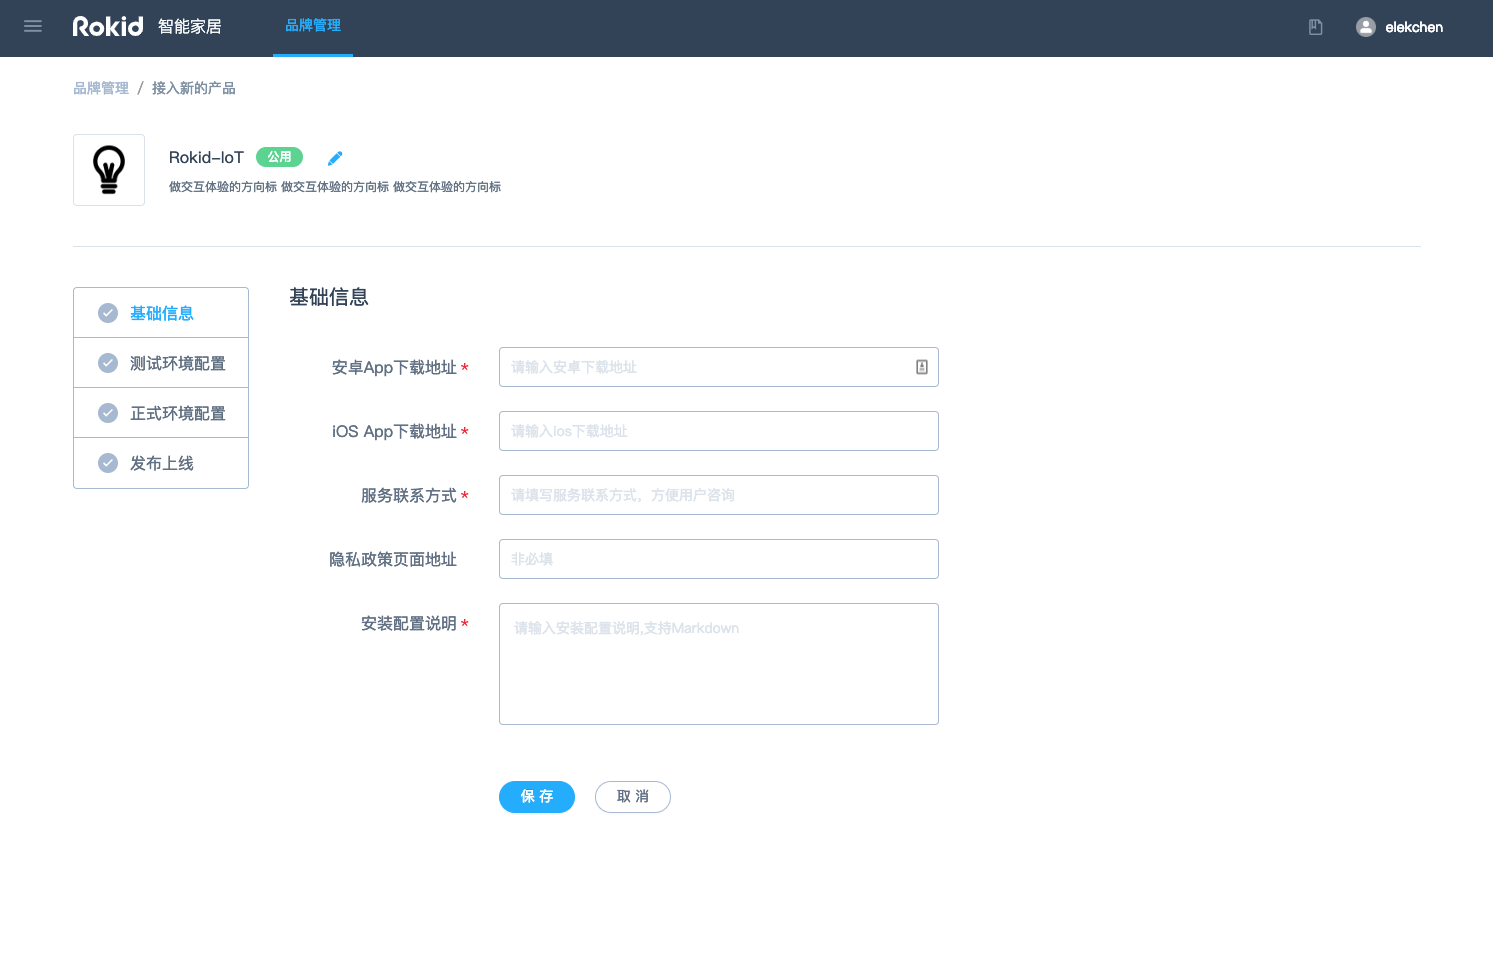 Rokid 智能家居 品牌管理 elekchen
品牌管理 / 接入新的产品
Rokid-IoT 公用
做交互体验的方向标 做交互体验的方向标 做交互体验的方向标
基础信息
测试环境配置
正式环境配置
发布上线
基础信息
安卓App下载地址* 请输入安卓下载地址
iOS App下载地址* 请输入Ios下载地址
服务联系方式* 请填写服务联系方式，方便用户咨询
隐私政策页面地址 非必填
安装配置说明* 请输入安装配置说明,支持Markdown
保 存 取 消